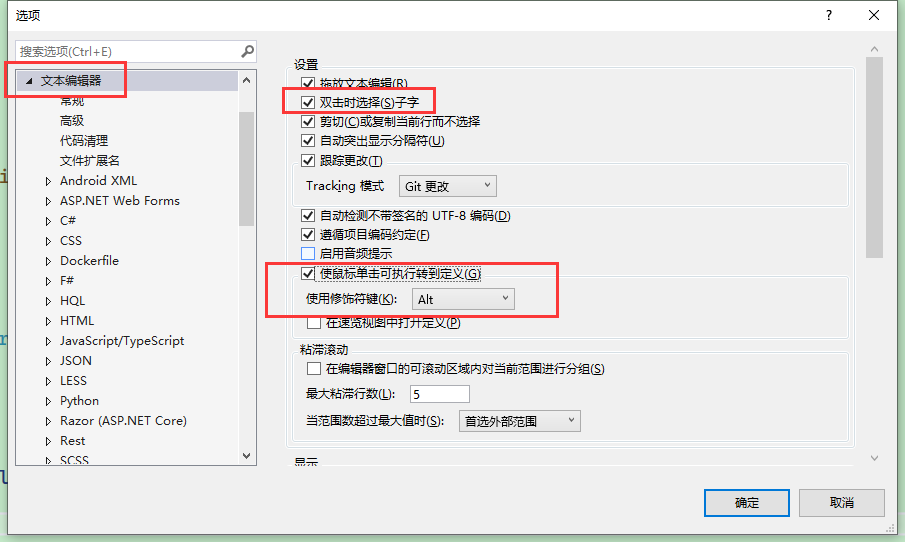 选项
?
搜索选项(Ctrl+E)
文本编辑器
常规
高级
代码清理
文件扩展名
Android XML
ASP.NET Web Forms
C#
CSS
Dockerfile
F#
HQL
HTML
JavaScript/TypeScript
JSON
LESS
Python
Razor (ASP.NET Core)
Rest
SCSS
设置
拖放文本编辑(R)
双击时选择(S)子字
剪切(C)或复制当前行而不选择
自动突出显示分隔符(U)
跟踪更改(T)
Tracking 模式 Git 更改
自动检测不带签名的 UTF-8 编码(D)
遵循项目编码约定(F)
启用音频提示
使鼠标单击可执行转到定义(G)
使用修饰符键(K): Alt
在速览视图中打开定义(P)
粘滞滚动
在编辑器窗口的可滚动区域内对当前范围进行分组(S)
最大粘滞行数(L): 5
当范围数超过最大值时(S): 首选外部范围
显示
确定
取消